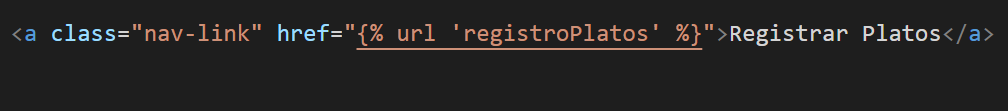 <a class="nav-link" href="{% url 'registroPlatos' %}">Registrar Platos</a>